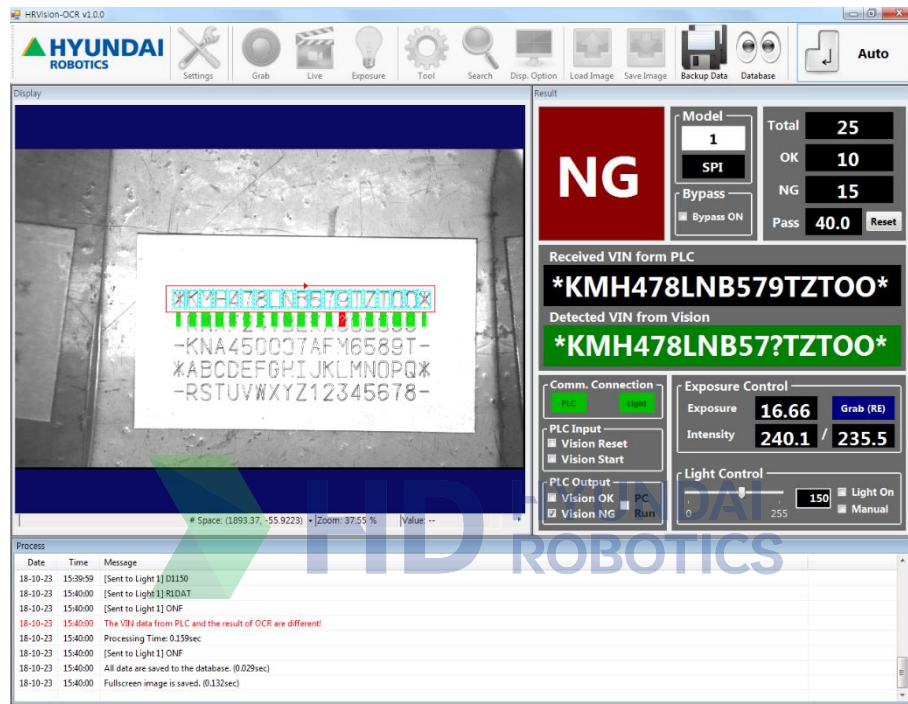 HRVision-OCR v1.0.0
HYUNDAI
ROBOTICS
Settings
Grab
Live
Exposure
Tool
Search
Disp. Option
Load Image
Save Image
Backup Data
Database
Auto
Display
*KMH478LNB579TZTOO*
-KNA450037AFM6589T-
*ABCDEFGHIJKLMNOPQ*
-RSTUVWXYZ12345678-
# Space: (1893.37, -55.9223)
Zoom: 37.55 %
Value: --
Result
NG
Model
1
SPI
Bypass
Bypass ON
Total 25
OK 10
NG 15
Pass 40.0 Reset
Received VIN form PLC
*KMH478LNB579TZTOO*
Detected VIN from Vision
*KMH478LNB57?TZTOO*
Comm. Connection
PLC Light
PLC Input
Vision Reset
Vision Start
PLC Output
Vision OK
Vision NG
PC
Run
Exposure Control
Exposure 16.66 Grab (RE)
Intensity 240.1 / 235.5
Light Control
0 255 150
Light On
Manual
HD HYUNDAI
ROBOTICS
Process
Date Time Message
18-10-23 15:39:59 [Sent to Light 1] D1150
18-10-23 15:40:00 [Sent to Light 1] R1DAT
18-10-23 15:40:00 [Sent to Light 1] ONF
18-10-23 15:40:00 The VIN data from PLC and the result of OCR are different!
18-10-23 15:40:00 Processing Time: 0.159sec
18-10-23 15:40:00 [Sent to Light 1] ONF
18-10-23 15:40:00 All data are saved to the database. (0.029sec)
18-10-23 15:40:00 Fullscreen image is saved. (0.132sec)